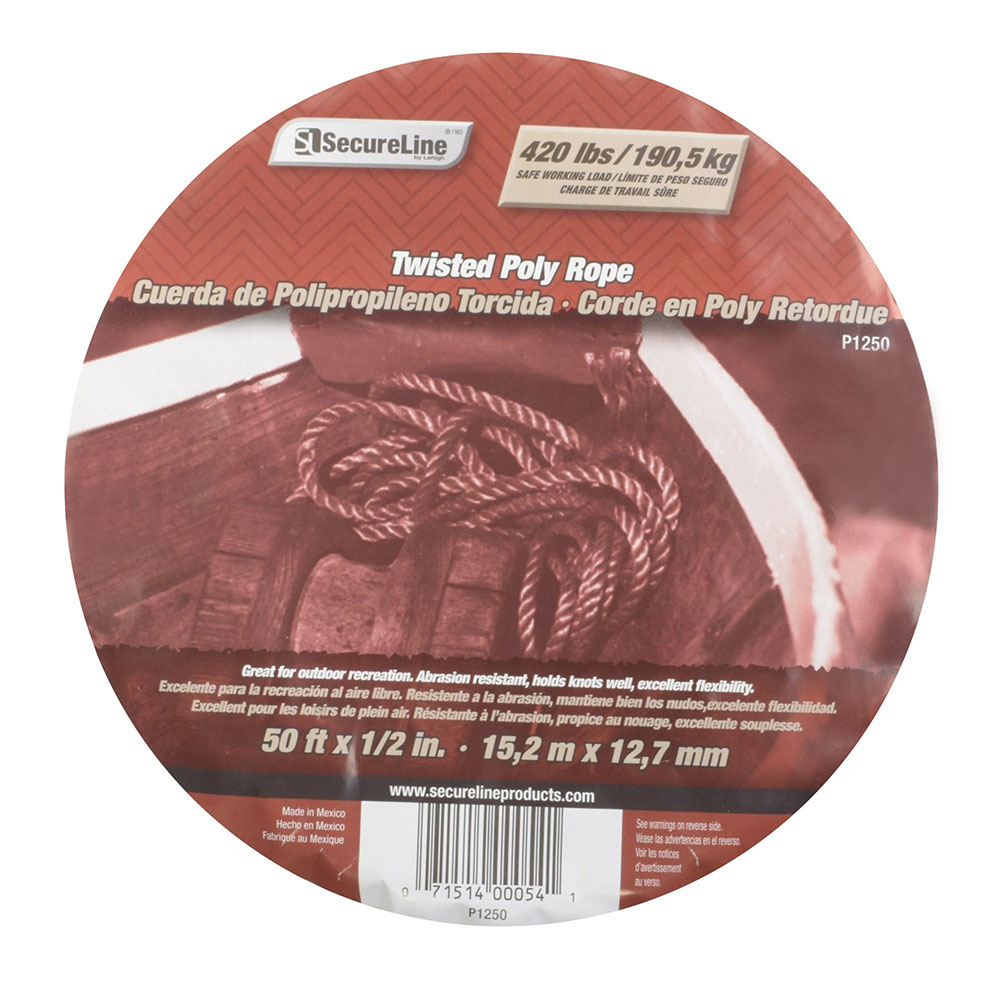 SL SecureLine ®/MD
by Lehigh
420 lbs/190,5 kg
SAFE WORKING LOAD/LÍMITE DE PESO SEGURO
CHARGE DE TRAVAIL SÛRE
Twisted Poly Rope
Cuerda de Polipropileno Torcida · Corde en Poly Retordue
P1250
Great for outdoor recreation. Abrasion resistant, holds knots well, excellent flexibility.
Excelente para la recreación al aire libre. Resistente a la abrasión, mantiene bien los nudos,excelente flexibilidad.
Excellent pour les loisirs de plein air. Résistante à l'abrasion, propice au nouage, excellente souplesse.
50 ft x 1/2 in. · 15,2 m x 12,7 mm
www.securelineproducts.com
Made in Mexico
Hecho en Mexico
Fabriqué au Mexique
See warnings on reverse side.
Véase las advertencias en el reverso.
Voir les notices
d'avertissement
au verso.
0 71514 00054 1
P1250